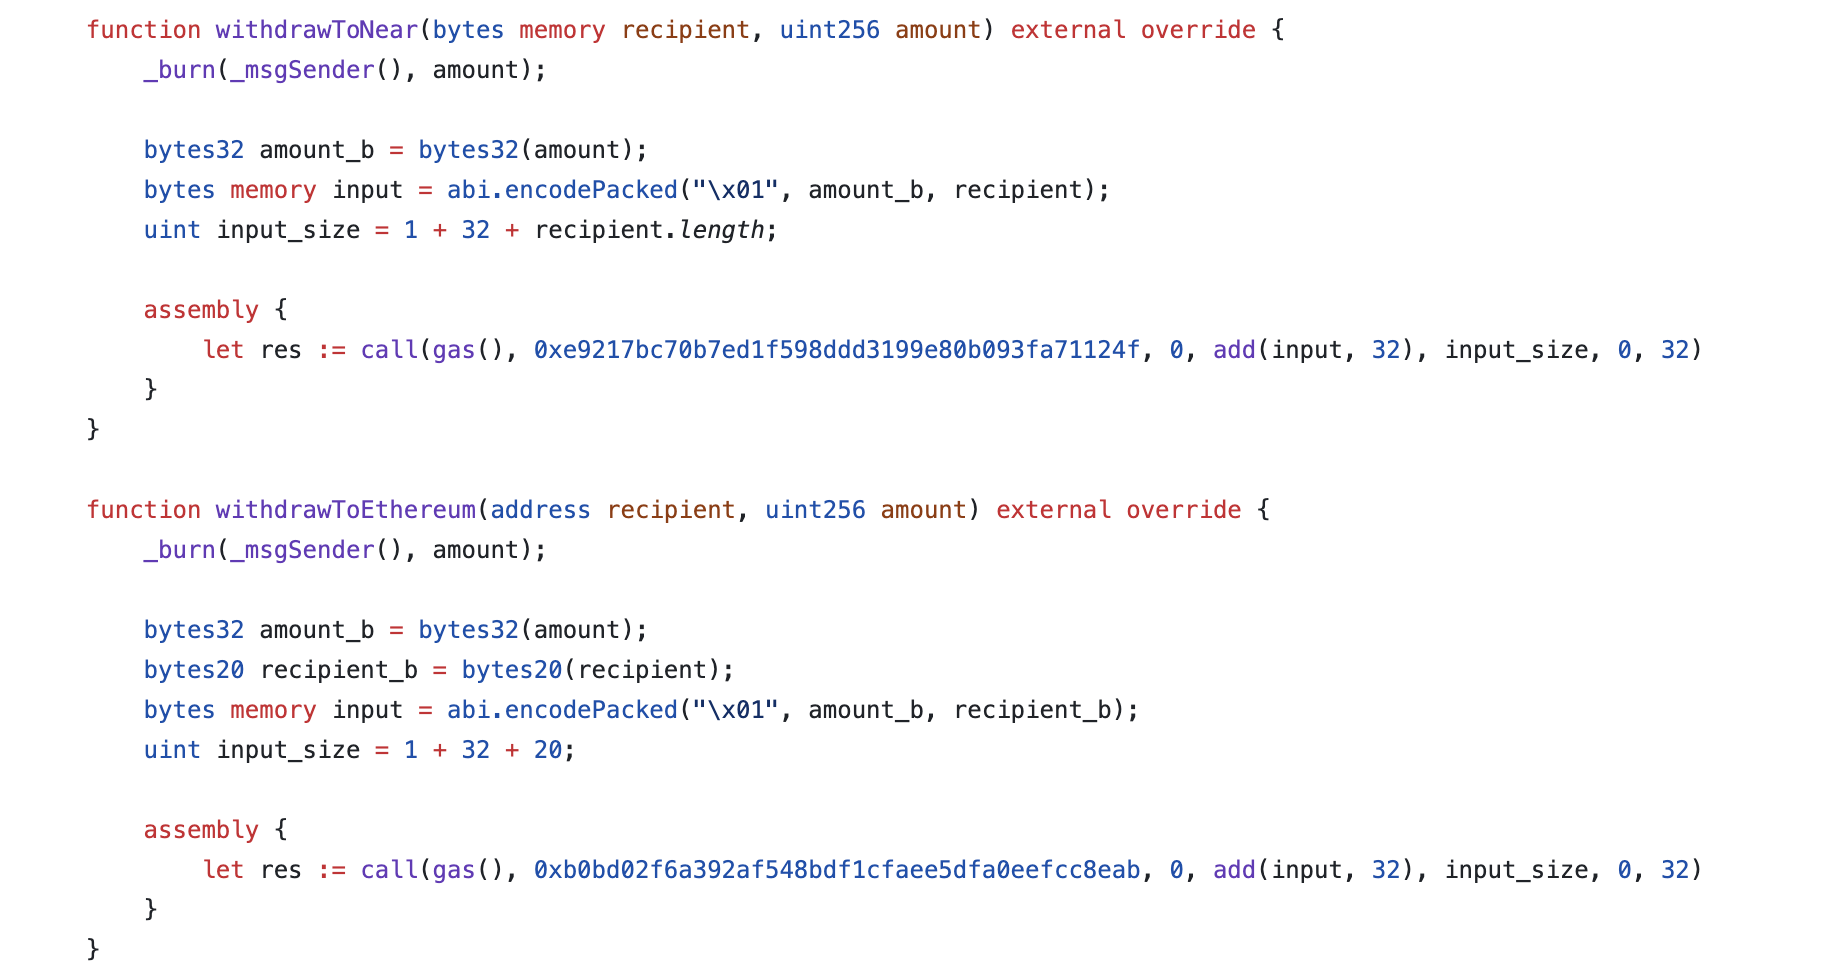 function withdrawToNear(bytes memory recipient, uint256 amount) external override {
_burn(_msgSender(), amount);
bytes32 amount_b = bytes32(amount);
bytes memory input = abi.encodePacked("\x01", amount_b, recipient);
uint input_size = 1 + 32 + recipient.length;
assembly {
let res := call(gas(), 0xe9217bc70b7ed1f598ddd3199e80b093fa71124f, 0, add(input, 32), input_size, 0, 32)
}
}
function withdrawToEthereum(address recipient, uint256 amount) external override {
_burn(_msgSender(), amount);
bytes32 amount_b = bytes32(amount);
bytes20 recipient_b = bytes20(recipient);
bytes memory input = abi.encodePacked("\x01", amount_b, recipient_b);
uint input_size = 1 + 32 + 20;
assembly {
let res := call(gas(), 0xb0bd02f6a392af548bdf1cfaee5dfa0eefcc8eab, 0, add(input, 32), input_size, 0, 32)
}
}